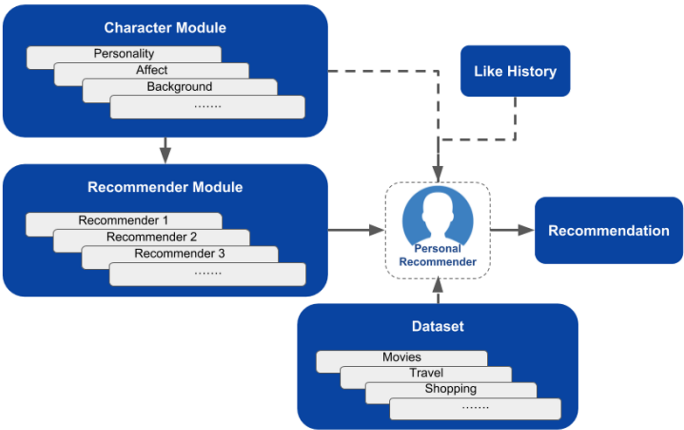 Character Module
Personality
Affect
Background
.......
Like History
Recommender Module
Recommender 1
Recommender 2
Recommender 3
.......
Personal
Recommender
Recommendation
Dataset
Movies
Travel
Shopping
.......